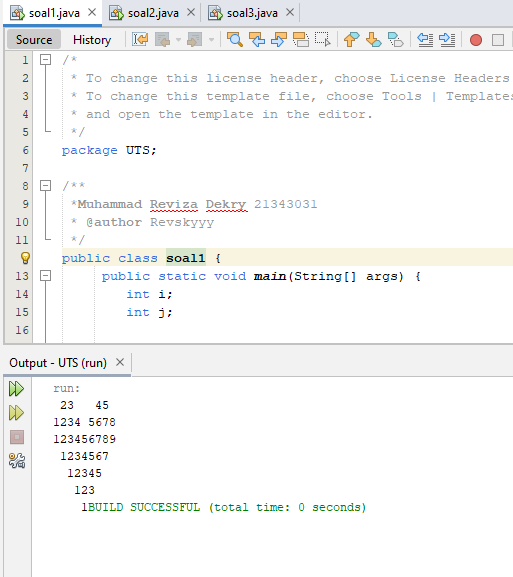 soal1.java × soal2.java × soal3.java ×
Source History
1 /*
2 * To change this license header, choose License Headers
3 * To change this template file, choose Tools | Templates
4 * and open the template in the editor.
5 */
6 package UTS;
7
8 /**
9 *Muhammad Reviza Dekry 21343031
10 * @author Revskyyy
11 */
public class soal1 {
13 public static void main(String[] args) {
14 int i;
15 int j;
16
Output - UTS (run) ×
run:
 23   45
1234 5678
123456789
 1234567
  12345
   123
    1BUILD SUCCESSFUL (total time: 0 seconds)